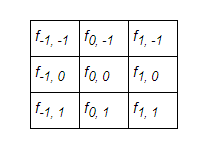 f-1, -1 f0, -1 f1, -1
f-1, 0 f0, 0 f1, 0
f-1, 1 f0, 1 f1, 1